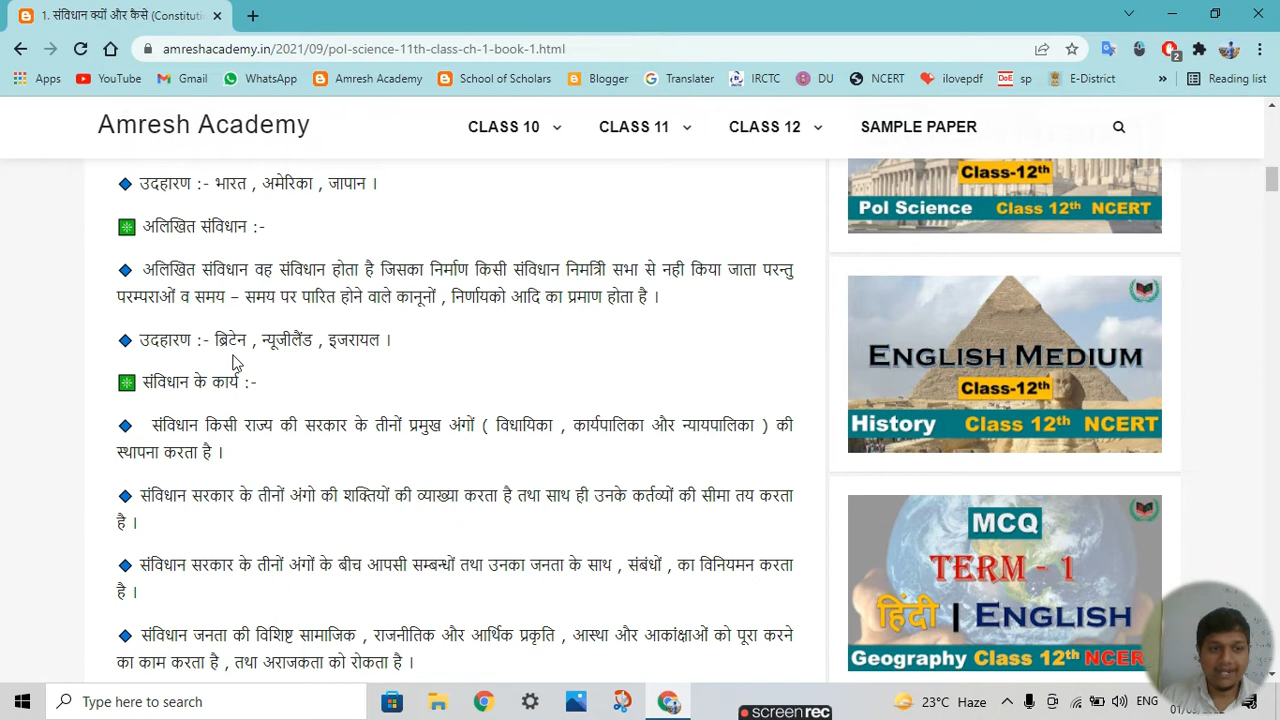 1. संविधान क्यों और कैसे (Constituti
amreshacademy.in/2021/09/pol-science-11th-class-ch-1-book-1.html
2
Apps YouTube Gmail WhatsApp Amresh Academy School of Scholars Blogger Translater IRCTC DU NCERT ilovepdf DoE sp E-District » Reading list
Amresh Academy CLASS 10 CLASS 11 CLASS 12 SAMPLE PAPER
उदहारण :- भारत , अमेरिका , जापान ।
अलिखित संविधान :-
अलिखित संविधान वह संविधान होता है जिसका निर्माण किसी संविधान निमत्रिी सभा से नही किया जाता परन्तु
परम्पराओं व समय – समय पर पारित होने वाले कानूनों , निर्णायको आदि का प्रमाण होता है ।
उदहारण :- ब्रिटेन , न्यूजीलैंड , इजरायल ।
संविधान के कार्य :-
संविधान किसी राज्य की सरकार के तीनों प्रमुख अंगों ( विधायिका , कार्यपालिका और न्यायपालिका ) की
स्थापना करता है ।
संविधान सरकार के तीनों अंगो की शक्तियों की व्याख्या करता है तथा साथ ही उनके कर्तव्यों की सीमा तय करता
है ।
संविधान सरकार के तीनों अंगों के बीच आपसी सम्बन्धों तथा उनका जनता के साथ , संबंधों , का विनियमन करता
है ।
संविधान जनता की विशिष्ट सामाजिक , राजनीतिक और आर्थिक प्रकृति , आस्था और आकांक्षाओं को पूरा करने
का काम करता है , तथा अराजकता को रोकता है ।
Class-12th
Pol Science Class 12th NCERT
ENGLISH MEDIUM
Class-12th
History Class 12th NCERT
MCQ
TERM - 1
हिंदी | ENGLISH
Geography Class 12th NCER
Type here to search
23°C Haze ENG
screenrec